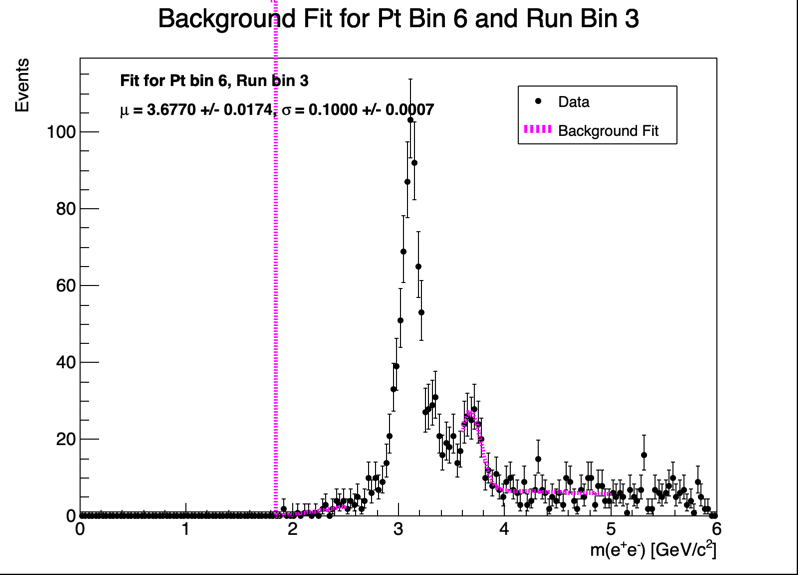 Background Fit for Pt Bin 6 and Run Bin 3
Events
Fit for Pt bin 6, Run bin 3
μ = 3.6770 +/- 0.0174, σ = 0.1000 +/- 0.0007
Data
Background Fit
100
80
60
40
20
0
0 1 2 3 4 5 6
m(e⁺e⁻) [GeV/c²]